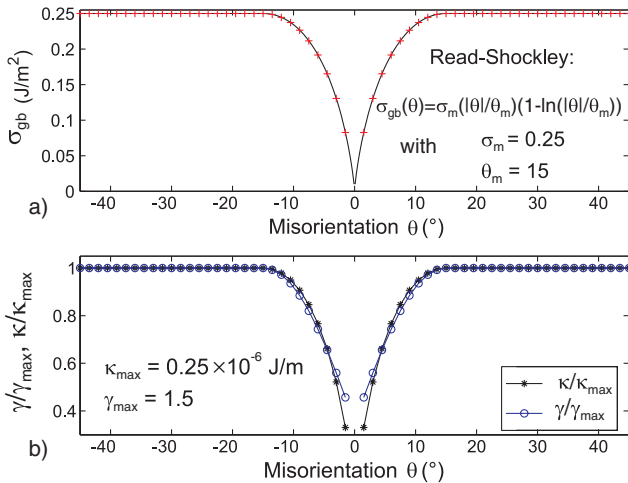 0.25
0.2
0.15
0.1
0.05
0
σgb (J/m²)
Read-Shockley:
σgb(θ)=σm(|θ|/θm)(1-ln(|θ|/θm))
with σm = 0.25
θm = 15
a)
-40 -30 -20 -10 0 10 20 30 40
Misorientation θ (°)
1
0.8
0.6
0.4
γ/γmax, κ/κmax
κmax = 0.25×10⁻⁶ J/m
γmax = 1.5
κ/κmax
γ/γmax
b)
-40 -30 -20 -10 0 10 20 30 40
Misorientation θ (°)